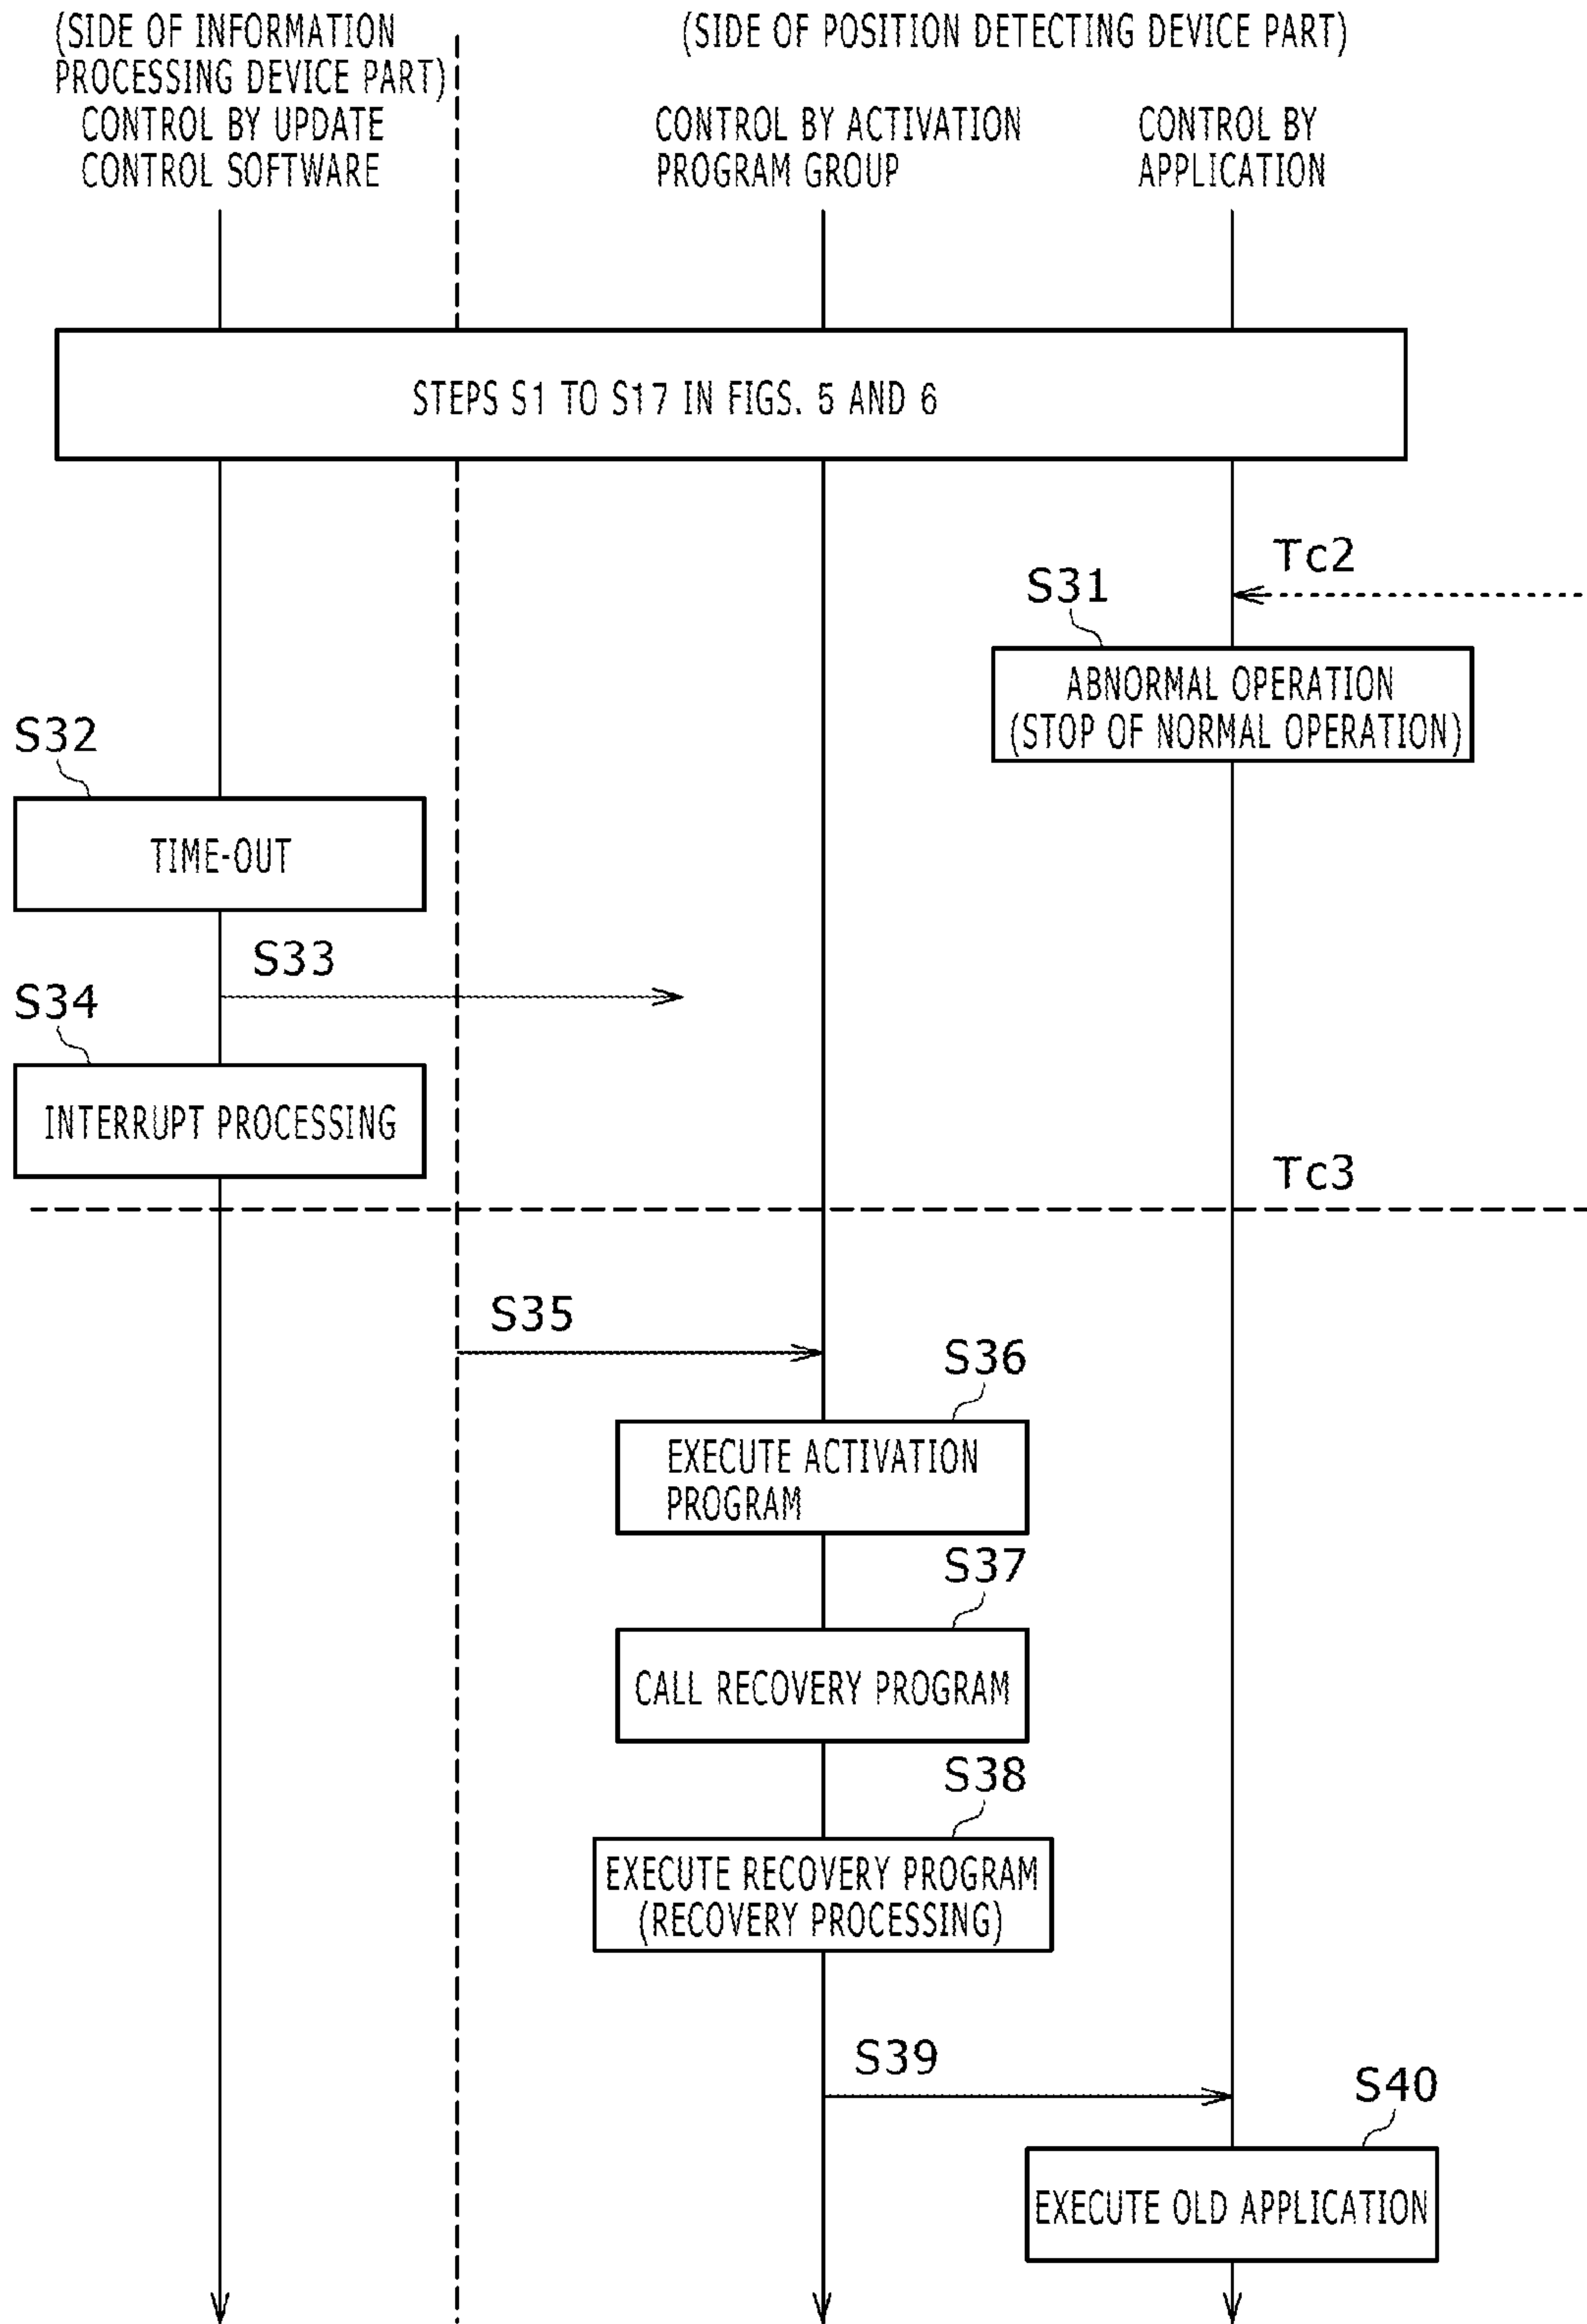 (SIDE OF INFORMATION
PROCESSING DEVICE PART)
CONTROL BY UPDATE
CONTROL SOFTWARE
(SIDE OF POSITION DETECTING DEVICE PART)
CONTROL BY ACTIVATION
PROGRAM GROUP
CONTROL BY
APPLICATION
STEPS S1 TO S17 IN FIGS. 5 AND 6
Tc2
S31
ABNORMAL OPERATION
(STOP OF NORMAL OPERATION)
S32
TIME-OUT
S33
S34
INTERRUPT PROCESSING
Tc3
S35
S36
EXECUTE ACTIVATION
PROGRAM
S37
CALL RECOVERY PROGRAM
S38
EXECUTE RECOVERY PROGRAM
(RECOVERY PROCESSING)
S39
S40
EXECUTE OLD APPLICATION